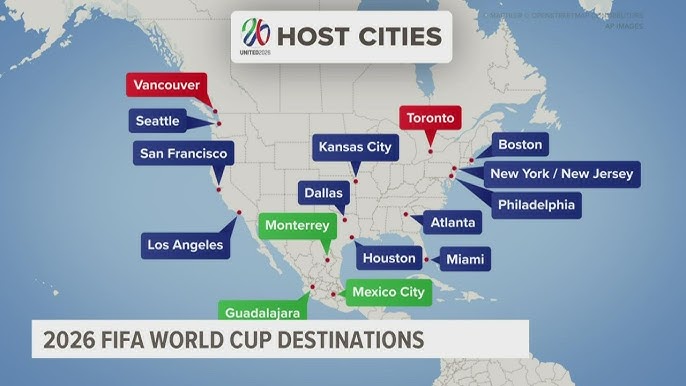 © MAPTILER © OPENSTREETMAP CONTRIBUTORS
AP IMAGES
UNITED2026
HOST CITIES
Vancouver
Seattle
San Francisco
Los Angeles
Kansas City
Dallas
Monterrey
Houston
Guadalajara
Mexico City
Toronto
Boston
New York / New Jersey
Philadelphia
Atlanta
Miami
2026 FIFA WORLD CUP DESTINATIONS